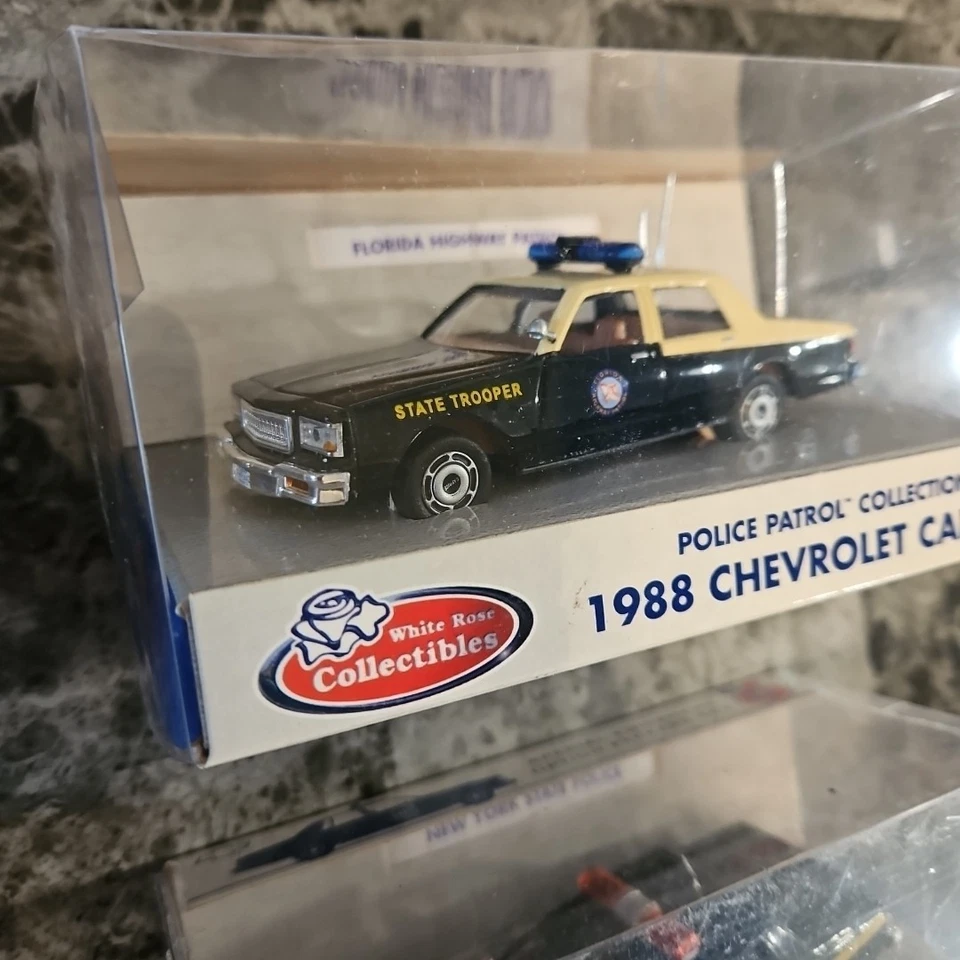 FLORIDA HIGHWAY PATROL
STATE TROOPER
POLICE PATROL™ COLLECTION
1988 CHEVROLET CA
White Rose
Collectibles
NEW YORK STATE POLICE